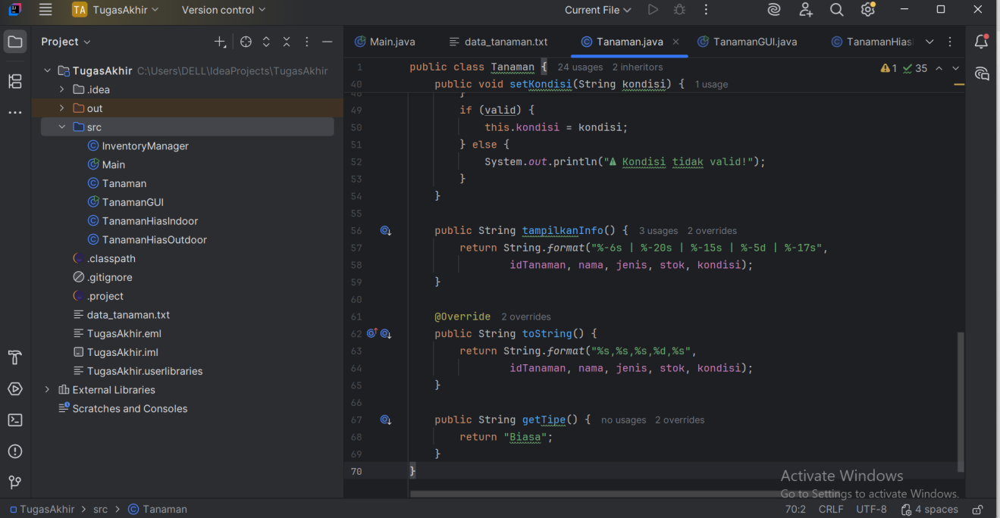 TA TugasAkhir Version control Current File
Project
Main.java data_tanaman.txt Tanaman.java TanamanGUI.java TanamanHias
TugasAkhir C:\Users\DELL\IdeaProjects\TugasAkhir
.idea
out
src
InventoryManager
Main
Tanaman
TanamanGUI
TanamanHiasIndoor
TanamanHiasOutdoor
.classpath
.gitignore
.project
data_tanaman.txt
TugasAkhir.eml
TugasAkhir.iml
TugasAkhir.userlibraries
External Libraries
Scratches and Consoles
1 public class Tanaman { 24 usages 2 inheritors
1 35
40 public void setKondisi(String kondisi) { 1 usage
48 }
49 if (valid) {
50 this.kondisi = kondisi;
51 } else {
52 System.out.println("⚠ Kondisi tidak valid!");
53 }
54 }
55
56 public String tampilkanInfo() { 3 usages 2 overrides
57 return String.format("%-6s | %-20s | %-15s | %-5d | %-17s",
58 idTanaman, nama, jenis, stok, kondisi);
59 }
60
61 @Override 2 overrides
62 public String toString() {
63 return String.format("%s,%s,%s,%d,%s",
64 idTanaman, nama, jenis, stok, kondisi);
65 }
66
67 public String getTipe() { no usages 2 overrides
68 return "Biasa";
69 }
70 }
Activate Windows
Go to Settings to activate Windows.
TugasAkhir > src > Tanaman 70:2 CRLF UTF-8 4 spaces